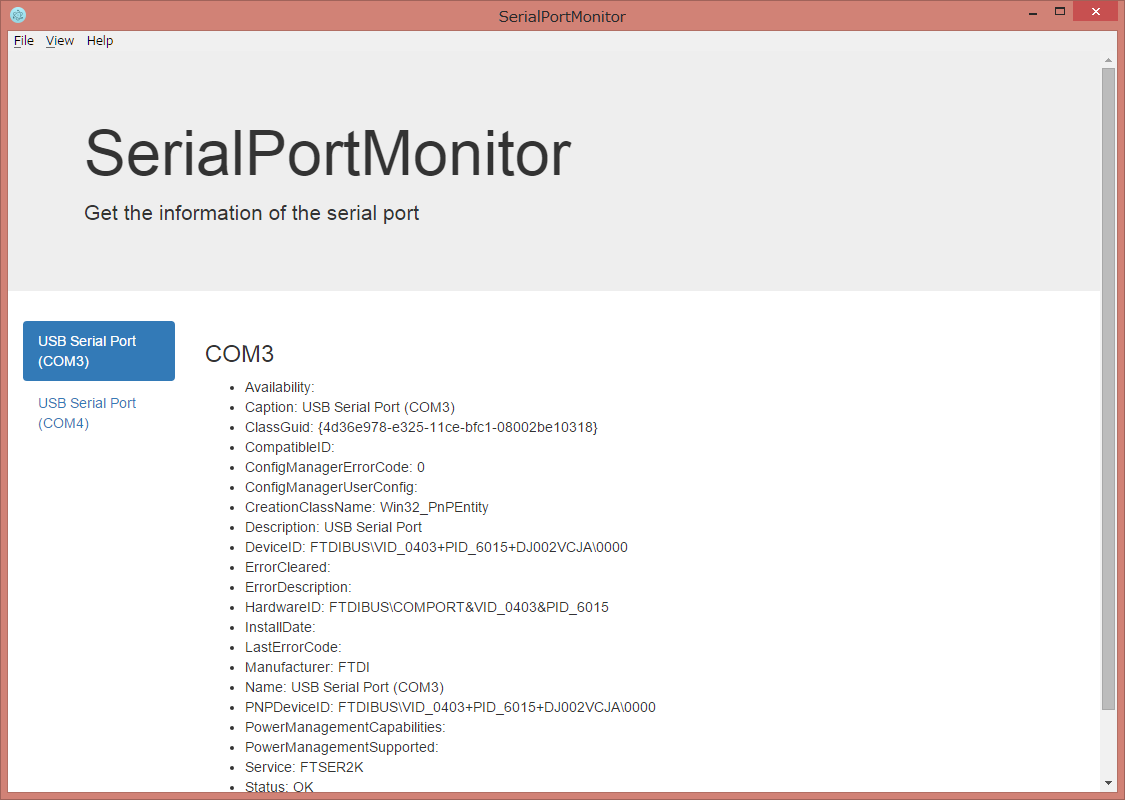 SerialPortMonitor
File View Help
SerialPortMonitor
Get the information of the serial port
USB Serial Port
(COM3)
USB Serial Port
(COM4)
COM3
Availability:
Caption: USB Serial Port (COM3)
ClassGuid: {4d36e978-e325-11ce-bfc1-08002be10318}
CompatibleID:
ConfigManagerErrorCode: 0
ConfigManagerUserConfig:
CreationClassName: Win32_PnPEntity
Description: USB Serial Port
DeviceID: FTDIBUS\VID_0403+PID_6015+DJ002VCJA\0000
ErrorCleared:
ErrorDescription:
HardwareID: FTDIBUS\COMPORT&VID_0403&PID_6015
InstallDate:
LastErrorCode:
Manufacturer: FTDI
Name: USB Serial Port (COM3)
PNPDeviceID: FTDIBUS\VID_0403+PID_6015+DJ002VCJA\0000
PowerManagementCapabilities:
PowerManagementSupported:
Service: FTSER2K
Status: OK